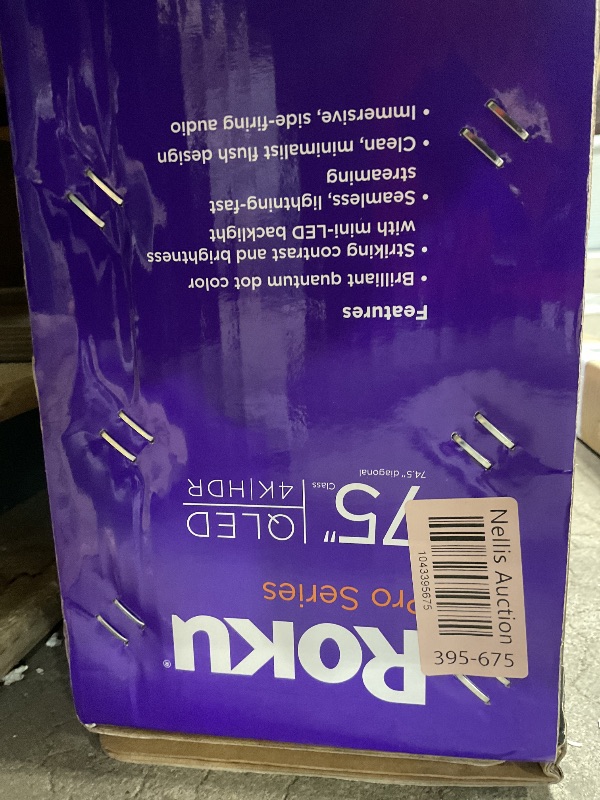 Roku®
Pro Series
75"
Class
74.5" diagonal
QLED
4K|HDR
Features
• Brilliant quantum dot color
• Striking contrast and brightness
with mini-LED backlight
• Seamless, lightning-fast
streaming
• Clean, minimalist flush design
• Immersive, side-firing audio
Nellis Auction
1043395675
395-675